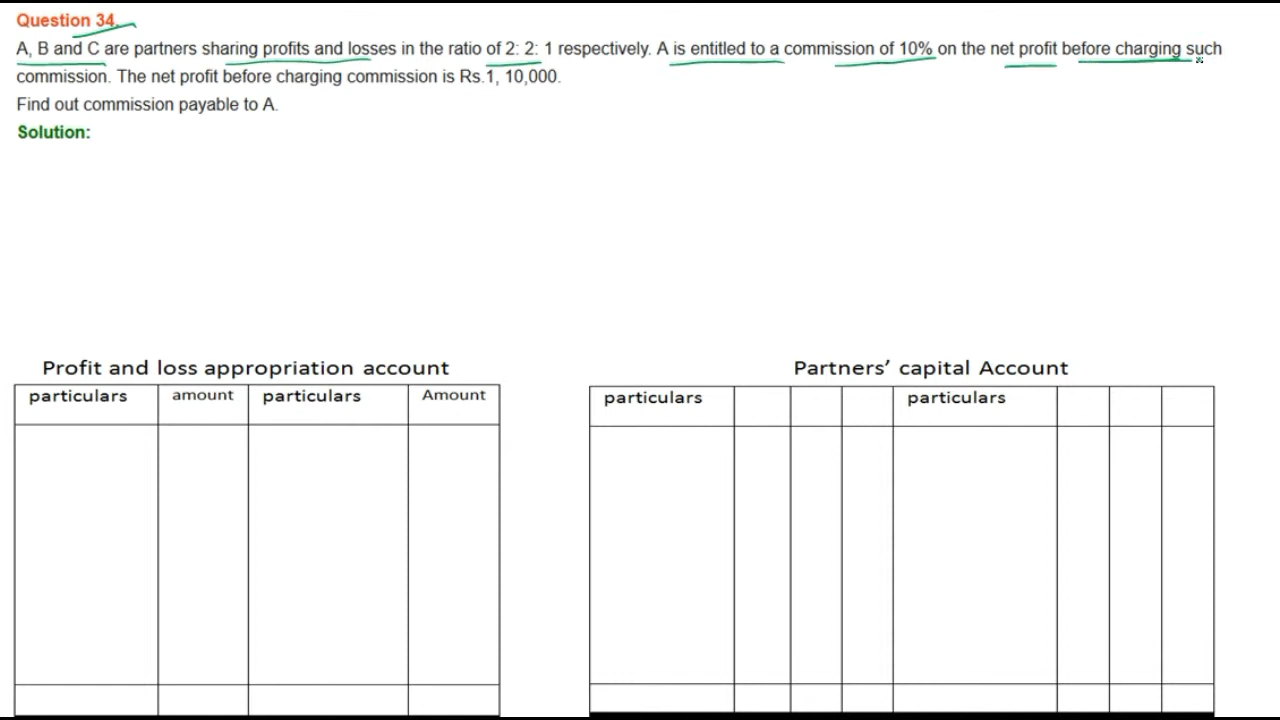 Question 34.
A, B and C are partners sharing profits and losses in the ratio of 2: 2: 1 respectively. A is entitled to a commission of 10% on the net profit before charging such
commission. The net profit before charging commission is Rs.1, 10,000.
Find out commission payable to A.
Solution:
Profit and loss appropriation account
particulars amount particulars Amount
Partners’ capital Account
particulars particulars